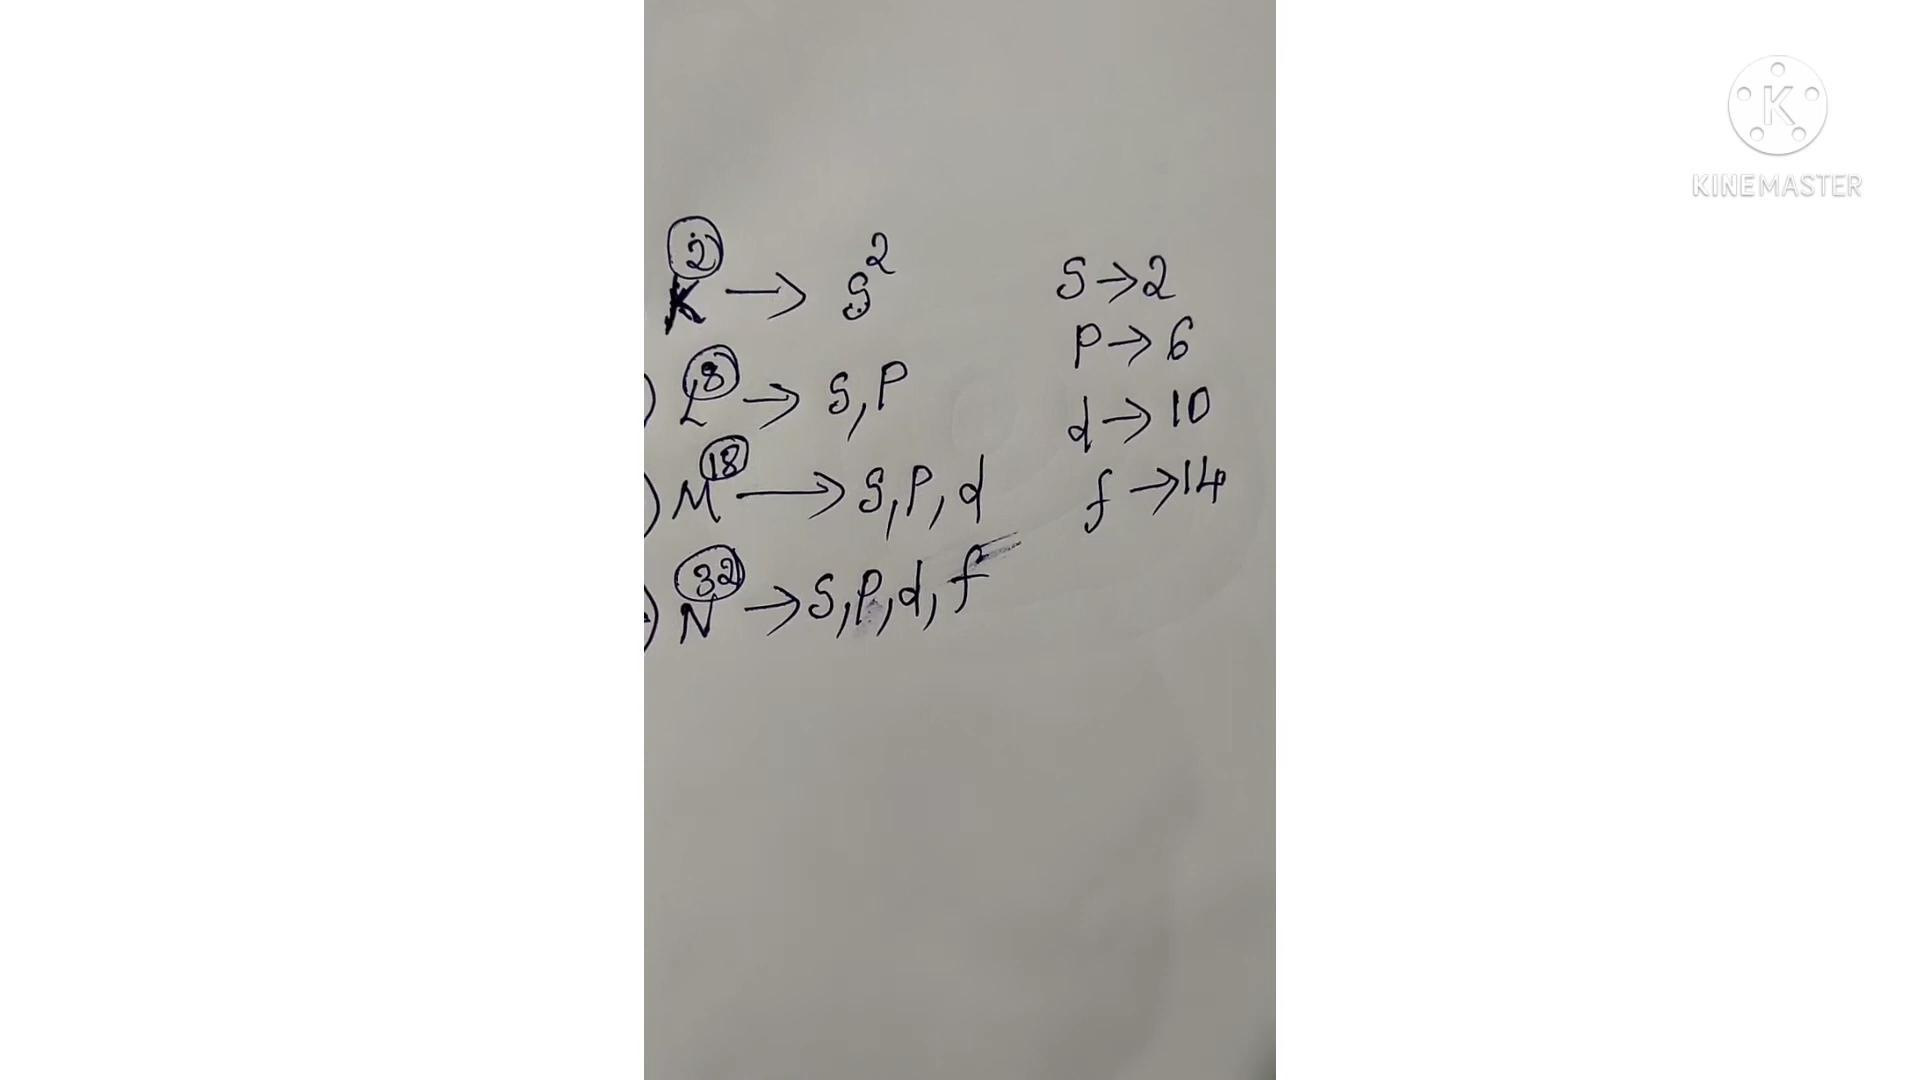 2
K → S²
8
) L → S, P
18
) M → S, P, d
32
) N → S, P, d, f
S → 2
P → 6
d → 10
f → 14
K
KINEMASTER